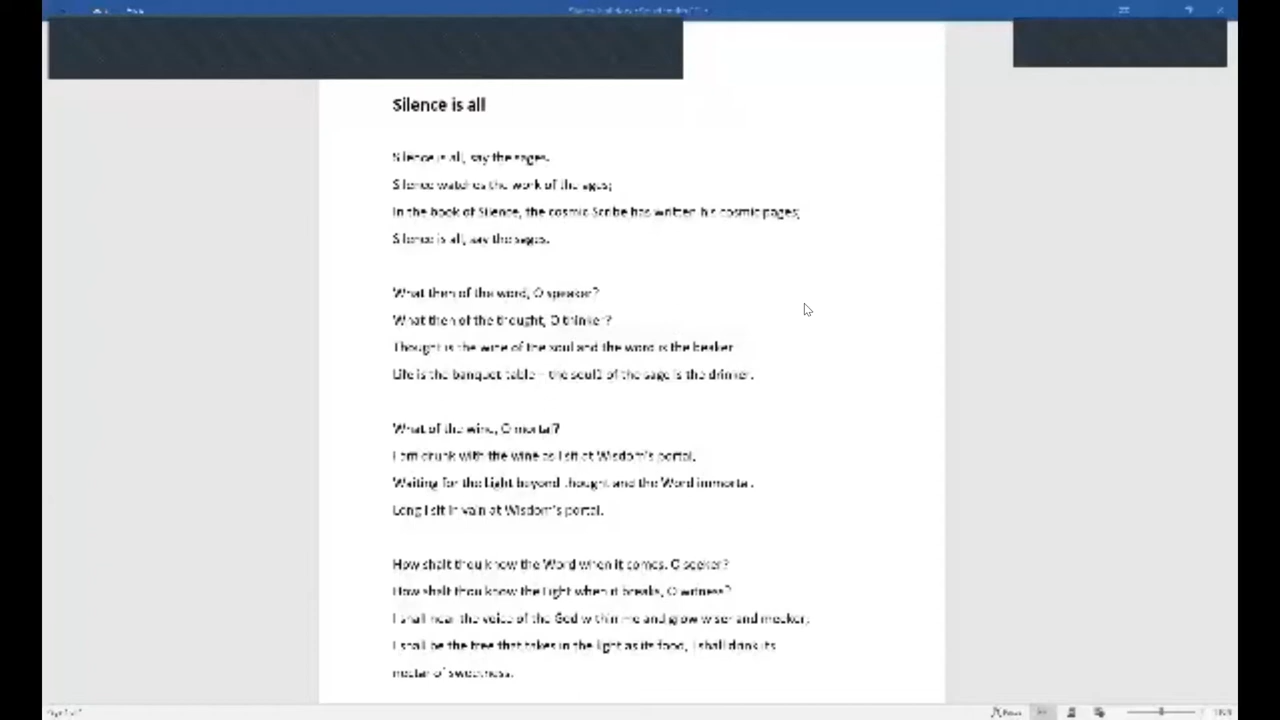 Silence is all
Silence is all, say the sages.
Silence watches the work of the ages;
In the book of Silence, the cosmic Scribe has written his cosmic pages;
Silence is all, say the sages.
What then of the word, O speaker?
What then of the thought, O thinker?
Thought is the wine of the soul and the word is the beaker
Life is the banquet-table – the soul1 of the sage is the drinker.
What of the wine, O mortal?
I am drunk with the wine as I sit at Wisdom's portal,
Waiting for the Light beyond thought and the Word immortal.
Long I sit in vain at Wisdom's portal.
How shalt thou know the Word when it comes, O seeker?
How shalt thou know the Light when it breaks, O witness?
I shall hear the voice of the God within me and grow wiser and meeker;
I shall be the tree that takes in the light as its food, I shall drink its
nectar of sweetness.
Focus